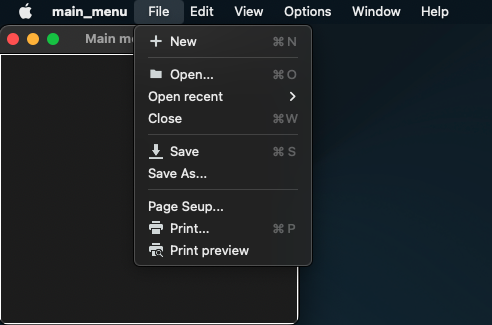 main_menu File Edit View Options Window Help
Main me
New ⌘N
Open... ⌘O
Open recent
Close ⌘W
Save ⌘S
Save As...
Page Seup...
Print... ⌘P
Print preview